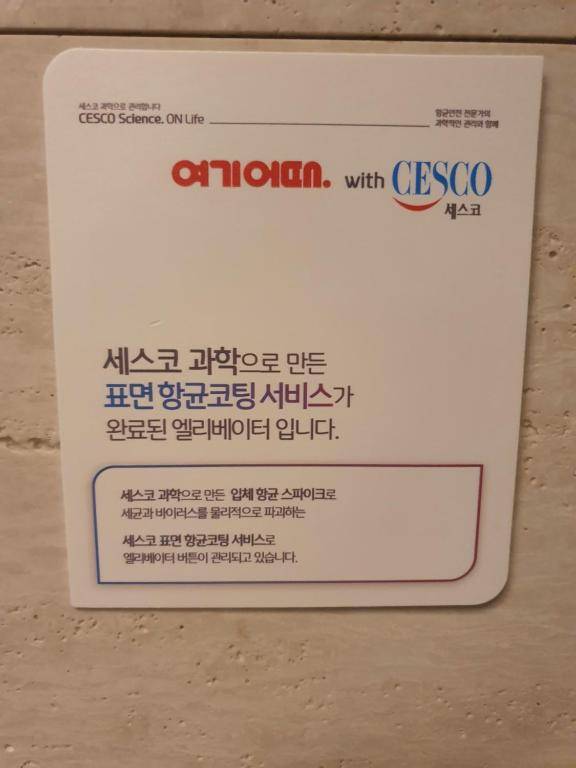 세스코 과학으로 관리합니다
CESCO Science. ON Life
항균안전 전문가의
과학적인 관리와 함께
여기어때. with CESCO
세스코
세스코 과학으로 만든
표면 항균코팅 서비스가
완료된 엘리베이터 입니다.
세스코 과학으로 만든 입체 항균 스파이크로
세균과 바이러스를 물리적으로 파괴하는
세스코 표면 항균코팅 서비스로
엘리베이터 버튼이 관리되고 있습니다.